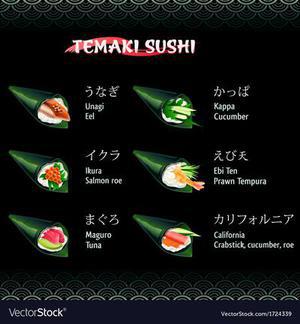 TEMAKI SUSHI
うなぎ
Unagi
Eel
かっぱ
Kappa
Cucumber
イクラ
Ikura
Salmon roe
えび天
Ebi Ten
Prawn Tempura
まぐろ
Maguro
Tuna
カリフォルニア
California
Crabstick, cucumber, roe
VectorStock®
VectorStock.com/1724339